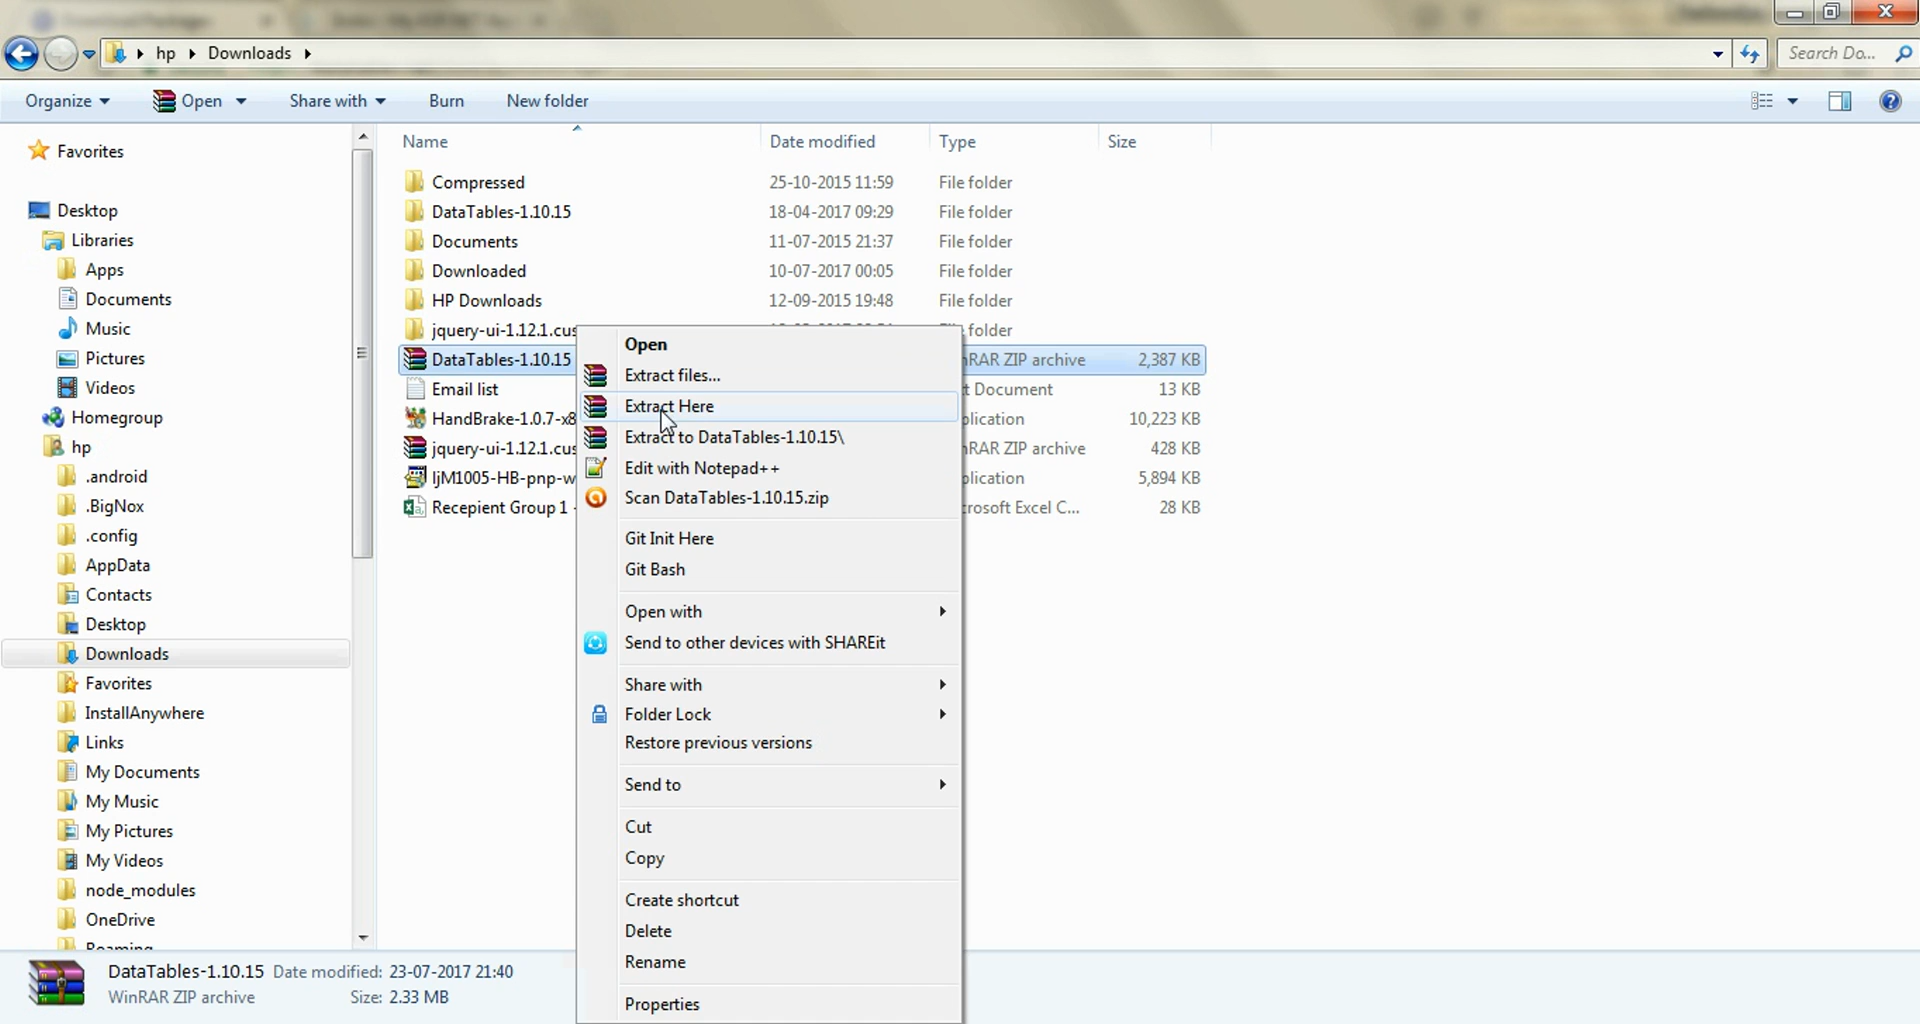 hp Downloads
Search Do...
Organize Open Share with Burn New folder
Name Date modified Type Size
Favorites
Desktop
Libraries
Apps
Documents
Music
Pictures
Videos
Homegroup
hp
.android
.BigNox
.config
AppData
Contacts
Desktop
Downloads
Favorites
InstallAnywhere
Links
My Documents
My Music
My Pictures
My Videos
node_modules
OneDrive
Roaming
Compressed 25-10-2015 11:59 File folder
DataTables-1.10.15 18-04-2017 09:29 File folder
Documents 11-07-2015 21:37 File folder
Downloaded 10-07-2017 00:05 File folder
HP Downloads 12-09-2015 19:48 File folder
jquery-ui-1.12.1.cus folder
DataTables-1.10.15 nRAR ZIP archive 2,387 KB
Email list t Document 13 KB
HandBrake-1.0.7-x8 plication 10,223 KB
jquery-ui-1.12.1.cus nRAR ZIP archive 428 KB
ljM1005-HB-pnp-w plication 5,894 KB
Recepient Group 1 - crosoft Excel C... 28 KB
Open
Extract files...
Extract Here
Extract to DataTables-1.10.15\
Edit with Notepad++
Scan DataTables-1.10.15.zip
Git Init Here
Git Bash
Open with
Send to other devices with SHAREit
Share with
Folder Lock
Restore previous versions
Send to
Cut
Copy
Create shortcut
Delete
Rename
Properties
DataTables-1.10.15 Date modified: 23-07-2017 21:40
WinRAR ZIP archive Size: 2.33 MB